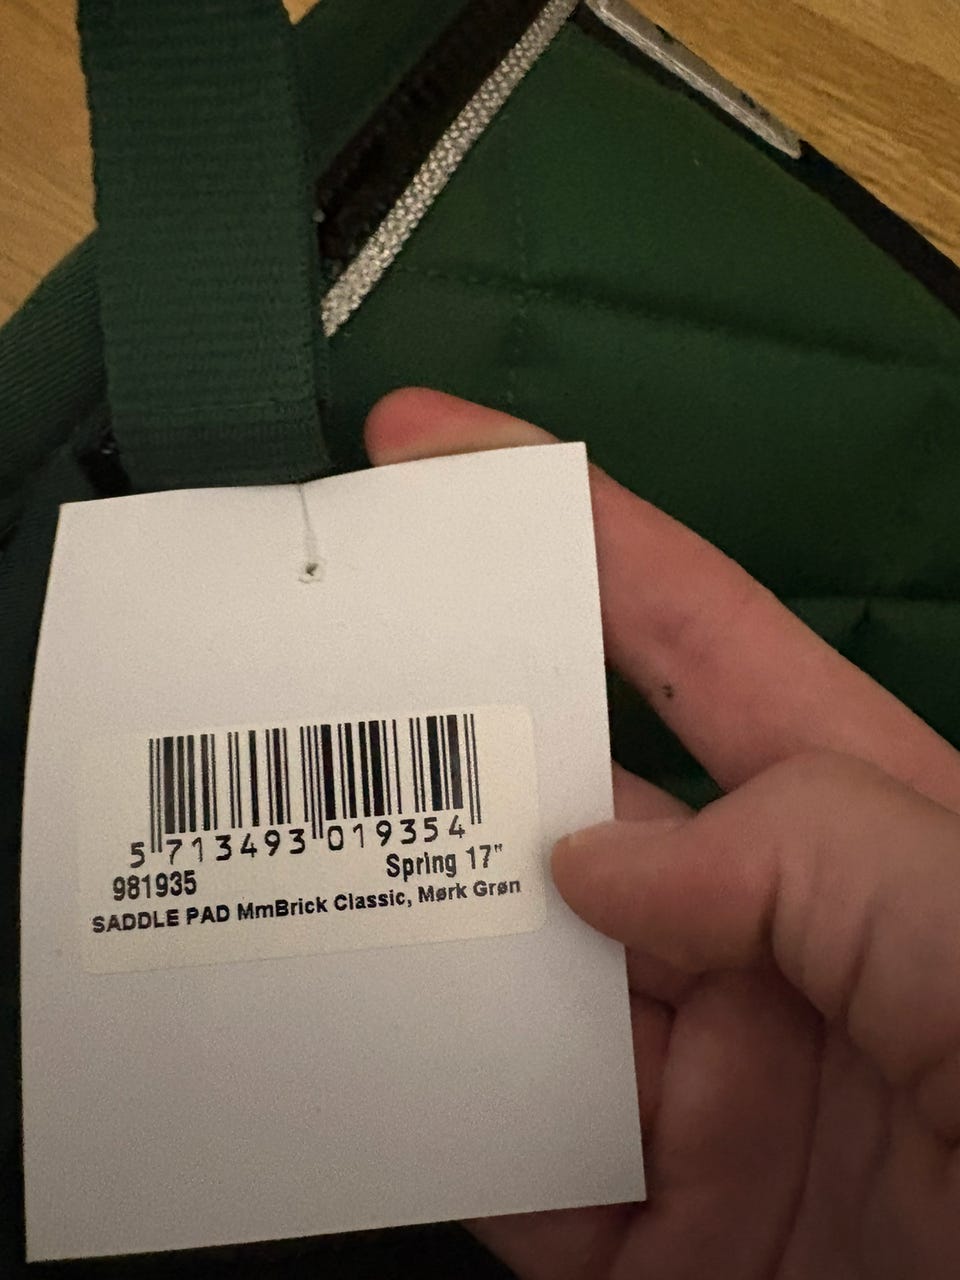 5 713493 019354
Spring 17"
981935
SADDLE PAD MmBrick Classic, Mørk Grøn